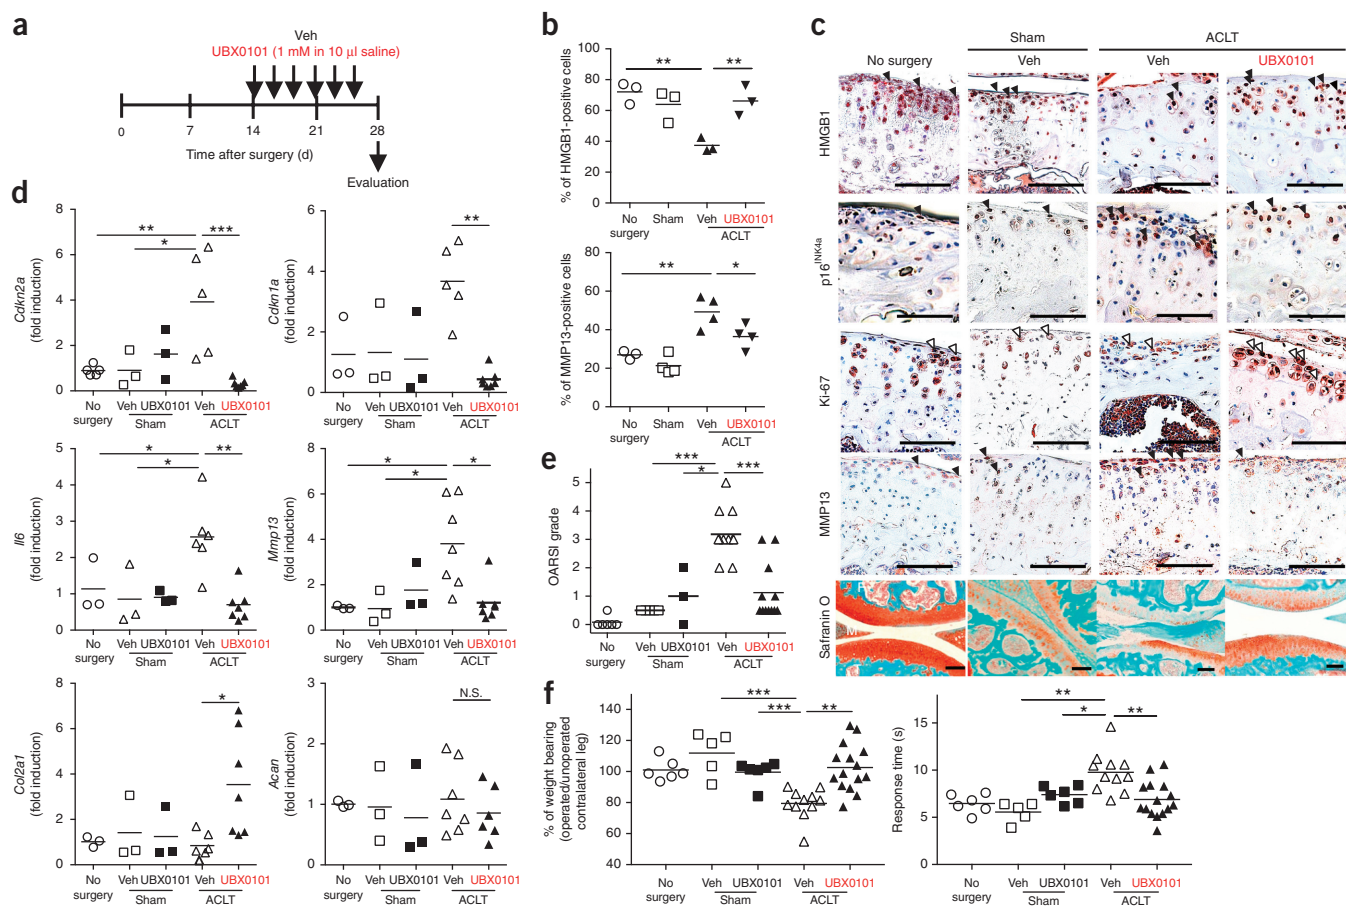 a
Veh
UBX0101 (1 mM in 10 µl saline)
0 7 14 21 28
Time after surgery (d)
Evaluation
b
% of HMGB1-positive cells
100
80
60
40
20
0
** **
No surgery
Sham
Veh
UBX0101
ACLT
% of MMP13-positive cells
80
60
40
20
0
** *
No surgery
Sham
Veh
UBX0101
ACLT
c
Sham
ACLT
No surgery
Veh
Veh
UBX0101
HMGB1
p16INK4a
Ki-67
MMP13
Safranin O
M
d
Cdkn2a
(fold induction)
8
6
4
2
0
** ***
*
No surgery
Veh UBX0101
Sham
Veh UBX0101
ACLT
Cdkn1a
(fold induction)
6
4
2
0
**
No surgery
Veh UBX0101
Sham
Veh UBX0101
ACLT
Il6
(fold induction)
5
4
3
2
1
0
* **
*
No surgery
Veh UBX0101
Sham
Veh UBX0101
ACLT
Mmp13
(fold induction)
8
6
4
2
0
* *
*
No surgery
Veh UBX0101
Sham
Veh UBX0101
ACLT
Col2a1
(fold induction)
8
6
4
2
0
*
No surgery
Veh UBX0101
Sham
Veh UBX0101
ACLT
Acan
(fold induction)
3
2
1
0
N.S.
No surgery
Veh UBX0101
Sham
Veh UBX0101
ACLT
e
OARSI grade
5
4
3
2
1
0
*** ***
*
No surgery
Veh UBX0101
Sham
Veh UBX0101
ACLT
f
% of weight bearing
(operated/unoperated
contralateral leg)
140
120
100
80
60
40
***
*** **
No surgery
Veh UBX0101
Sham
Veh UBX0101
ACLT
Response time (s)
15
10
5
0
**
* **
No surgery
Veh UBX0101
Sham
Veh UBX0101
ACLT